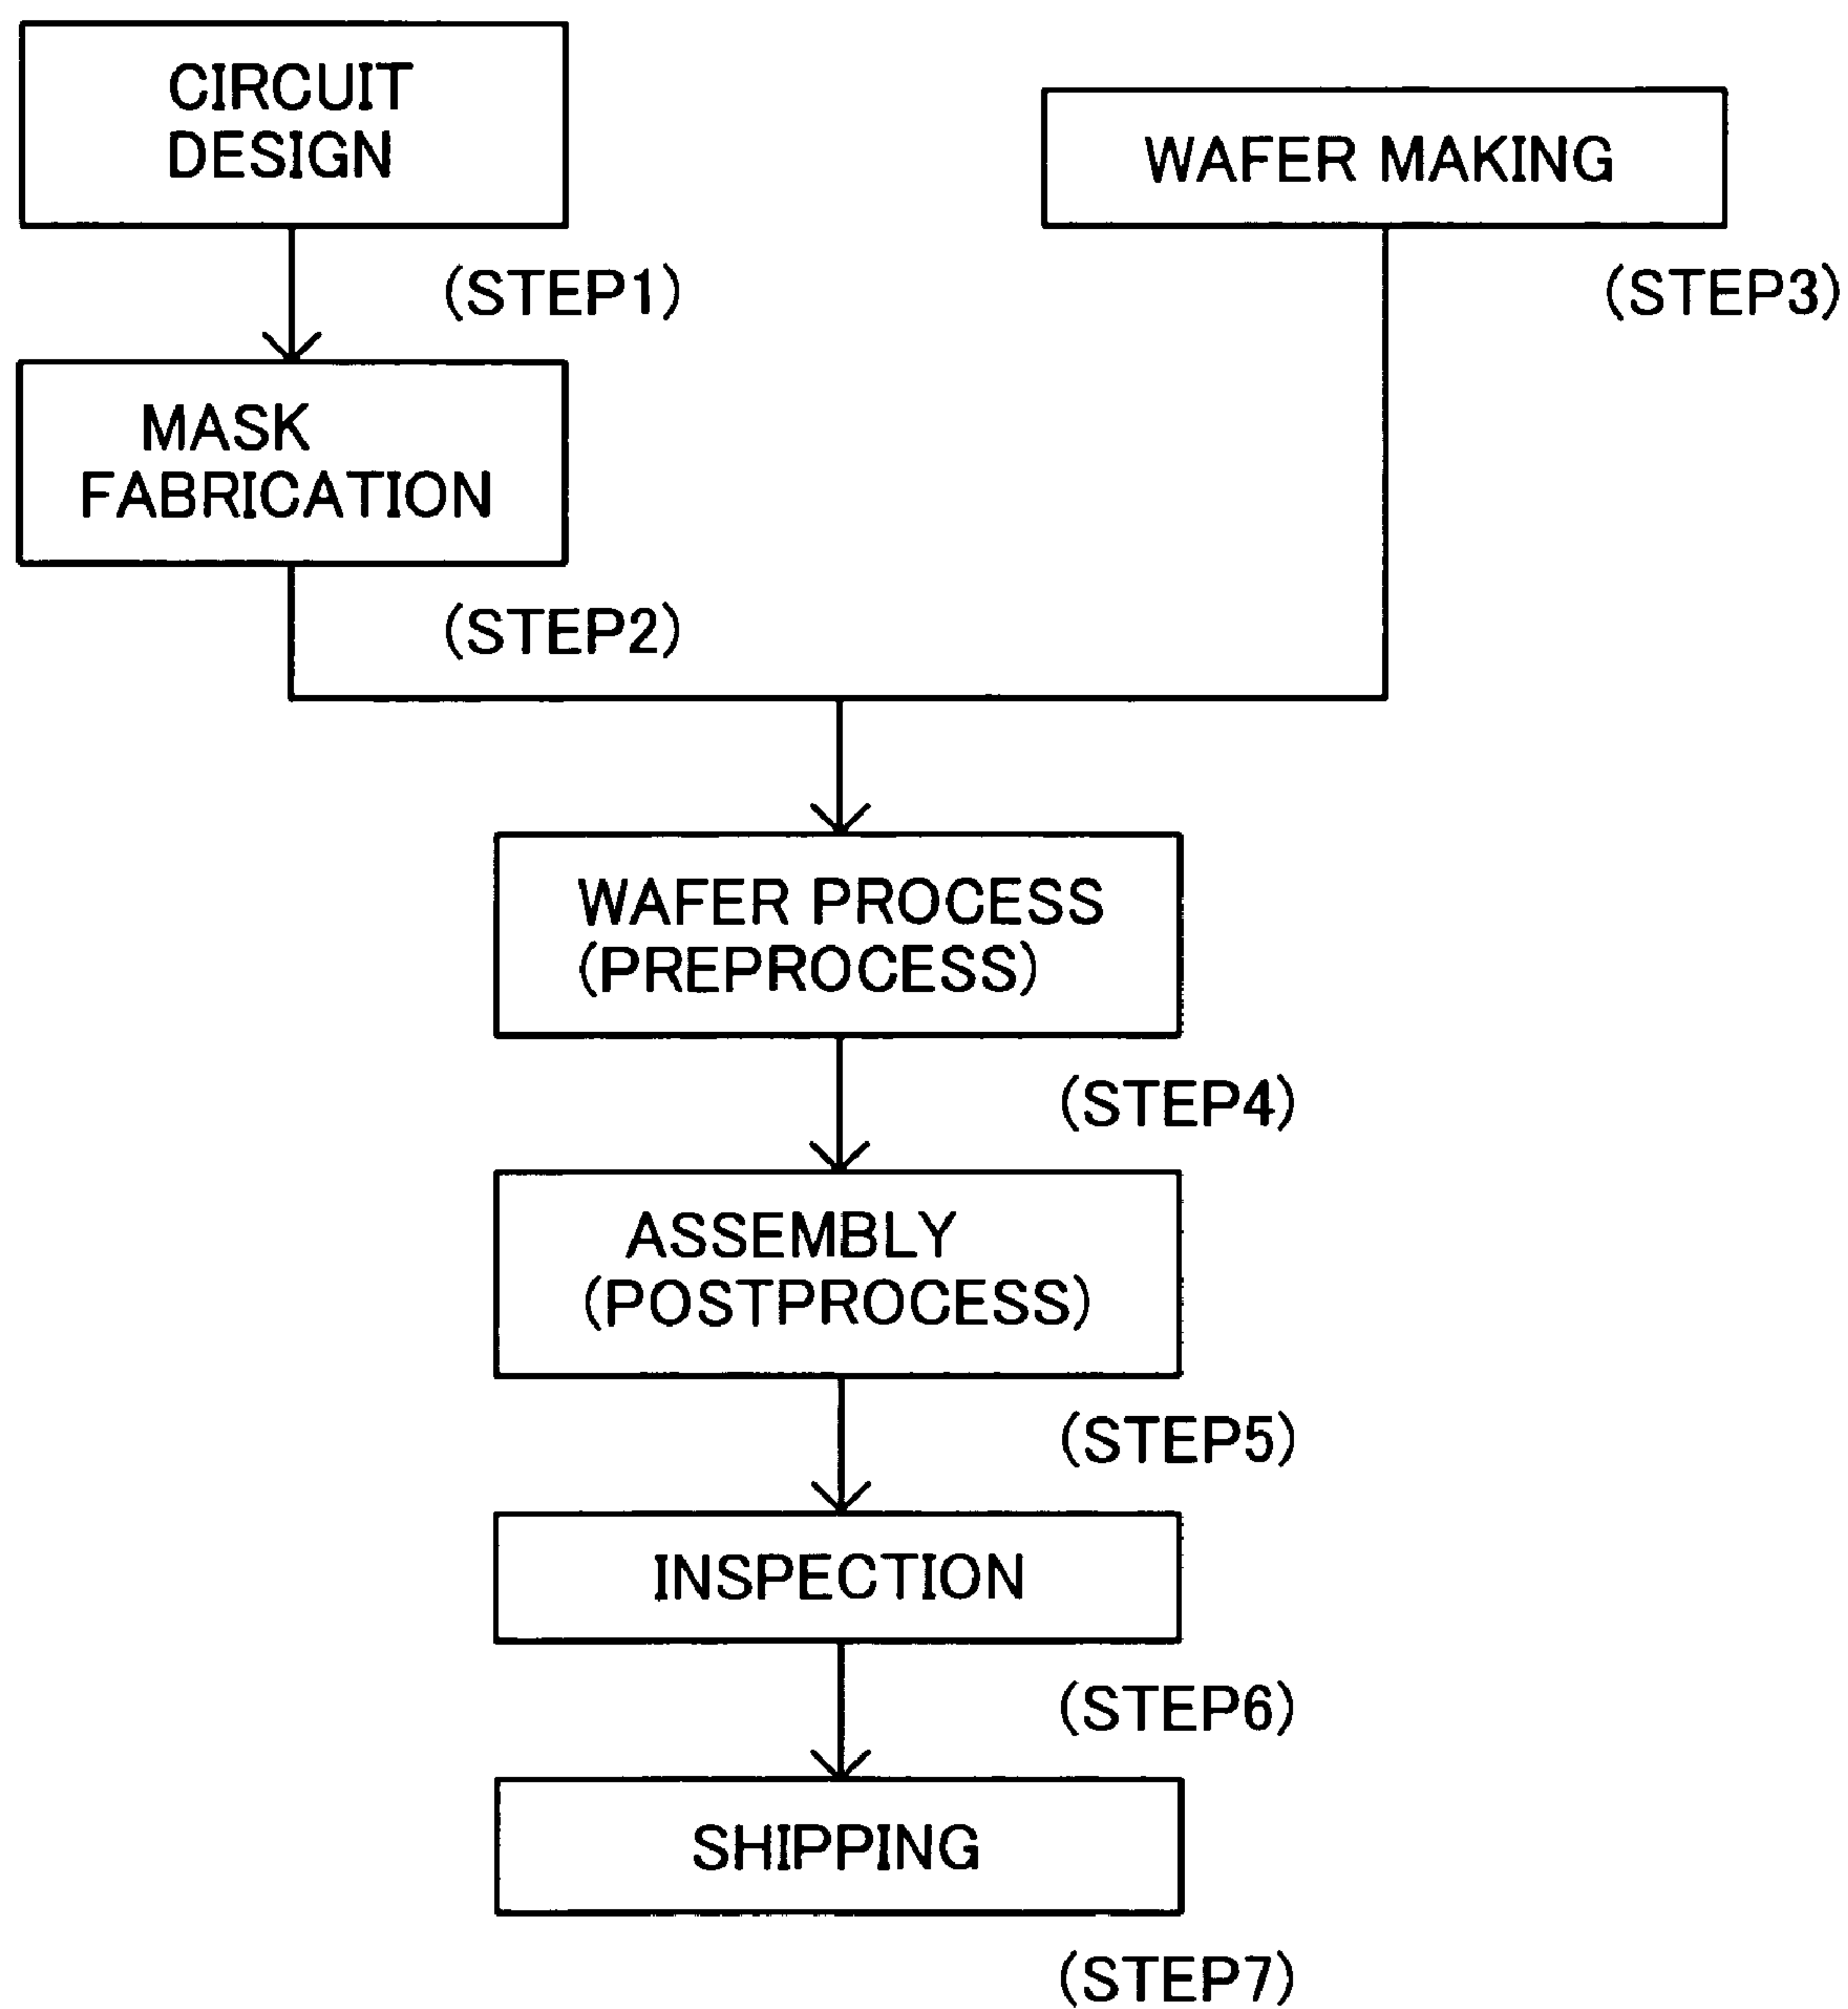 CIRCUIT
DESIGN
(STEP1)
MASK
FABRICATION
(STEP2)
WAFER MAKING
(STEP3)
WAFER PROCESS
(PREPROCESS)
(STEP4)
ASSEMBLY
(POSTPROCESS)
(STEP5)
INSPECTION
(STEP6)
SHIPPING
(STEP7)